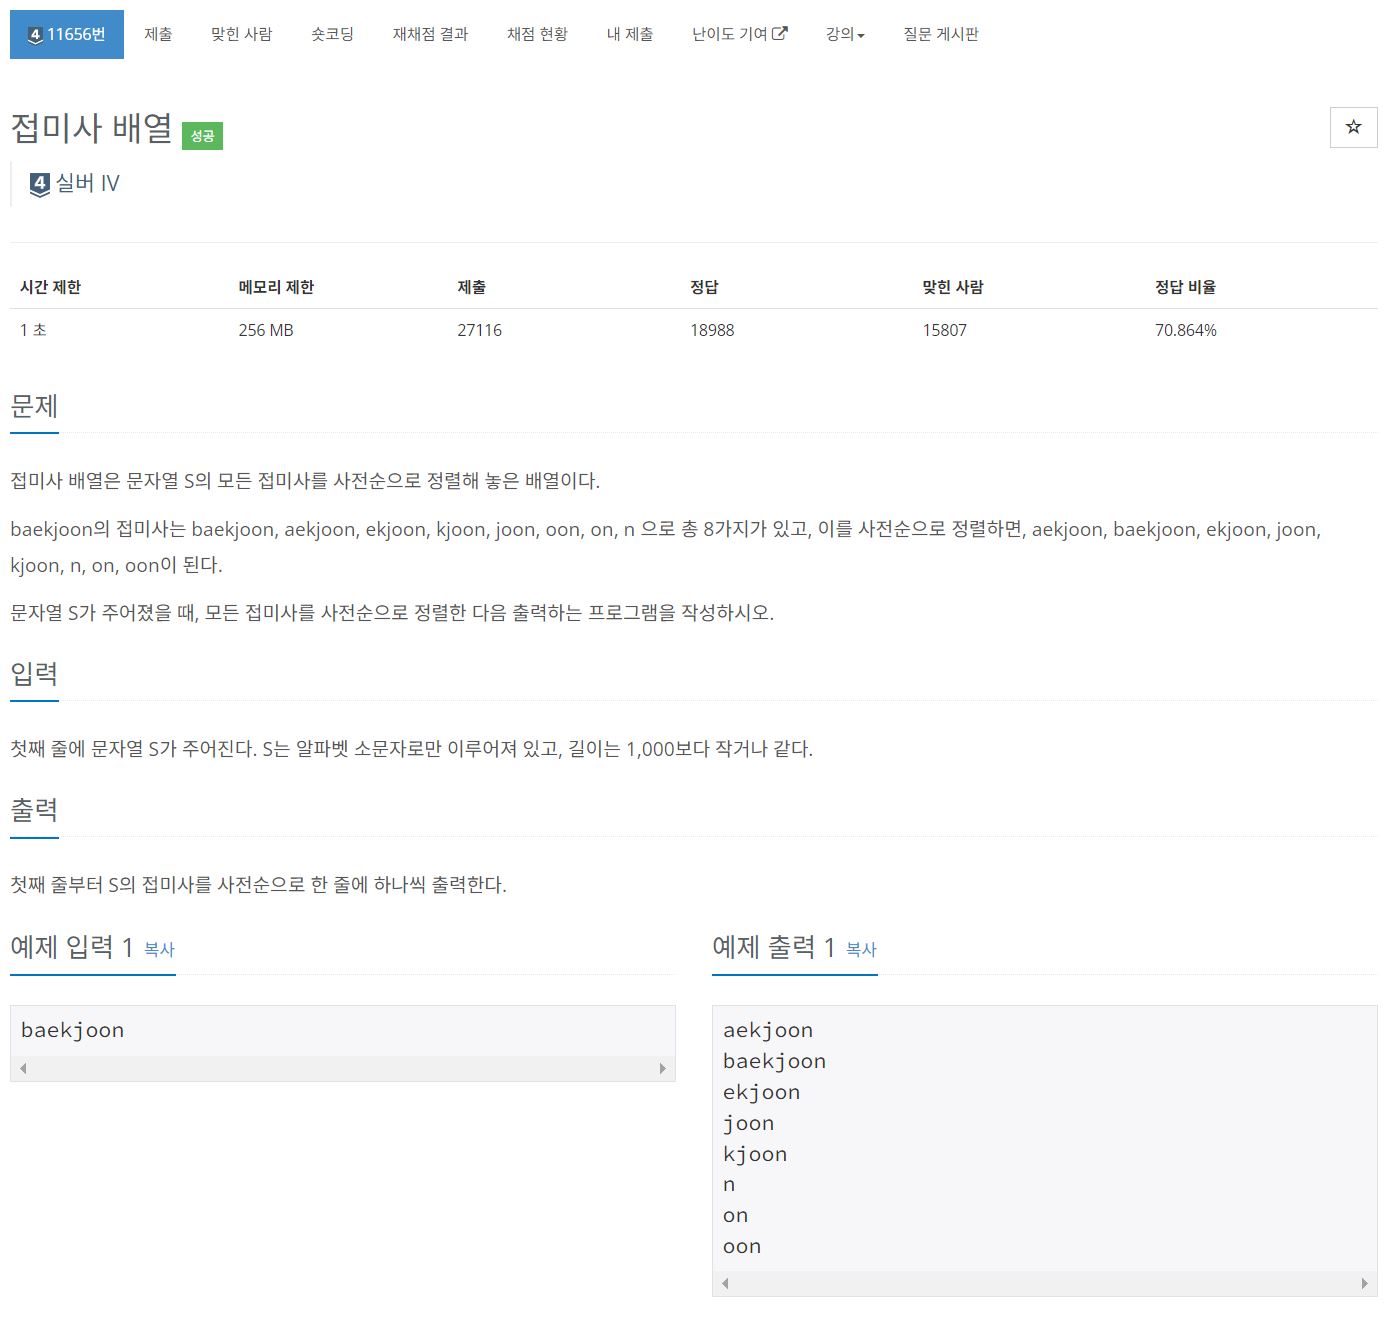 4 11656번 제출 맞힌 사람 숏코딩 재채점 결과 채점 현황 내 제출 난이도 기여 강의 질문 게시판
접미사 배열 성공
4 실버 IV
시간 제한 메모리 제한 제출 정답 맞힌 사람 정답 비율
1 초 256 MB 27116 18988 15807 70.864%
문제
접미사 배열은 문자열 S의 모든 접미사를 사전순으로 정렬해 놓은 배열이다.
baekjoon의 접미사는 baekjoon, aekjoon, ekjoon, kjoon, joon, oon, on, n 으로 총 8가지가 있고, 이를 사전순으로 정렬하면, aekjoon, baekjoon, ekjoon, joon,
kjoon, n, on, oon이 된다.
문자열 S가 주어졌을 때, 모든 접미사를 사전순으로 정렬한 다음 출력하는 프로그램을 작성하시오.
입력
첫째 줄에 문자열 S가 주어진다. S는 알파벳 소문자로만 이루어져 있고, 길이는 1,000보다 작거나 같다.
출력
첫째 줄부터 S의 접미사를 사전순으로 한 줄에 하나씩 출력한다.
예제 입력 1 복사
baekjoon
예제 출력 1 복사
aekjoon
baekjoon
ekjoon
joon
kjoon
n
on
oon